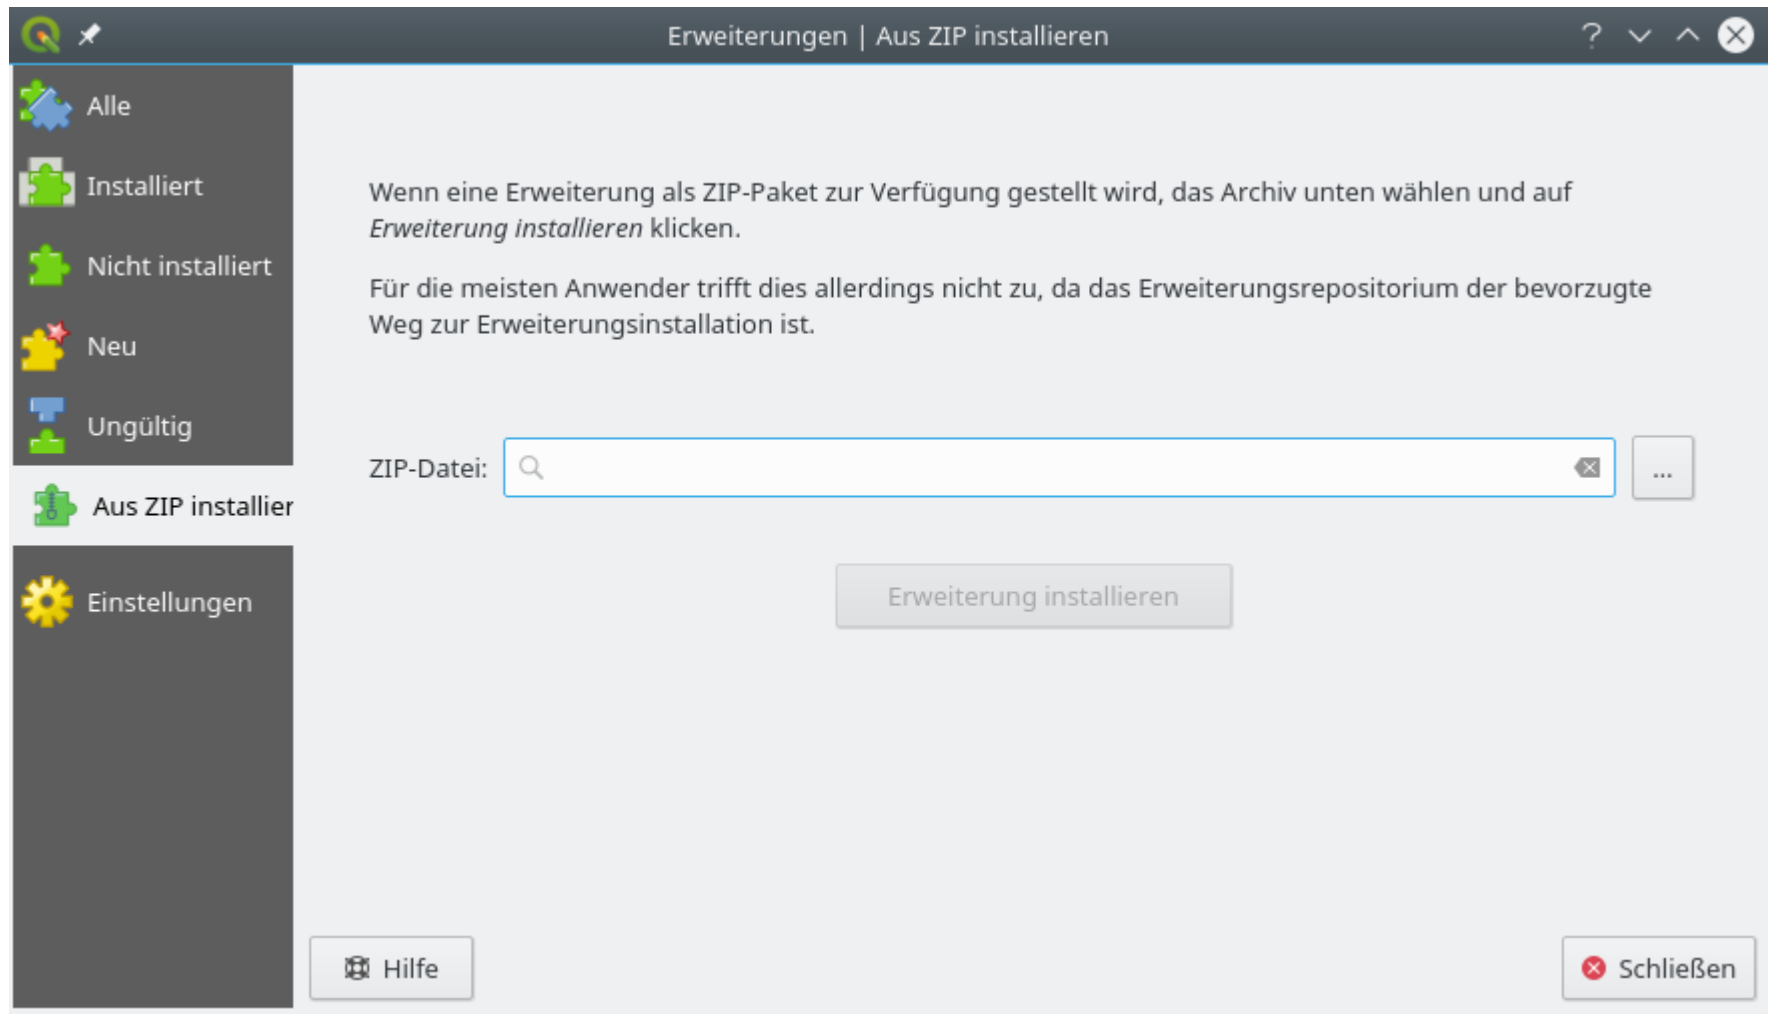 Erweiterungen | Aus ZIP installieren
Alle
Installiert
Nicht installiert
Neu
Ungültig
Aus ZIP installier
Einstellungen
Wenn eine Erweiterung als ZIP-Paket zur Verfügung gestellt wird, das Archiv unten wählen und auf
Erweiterung installieren klicken.
Für die meisten Anwender trifft dies allerdings nicht zu, da das Erweiterungsrepositorium der bevorzugte
Weg zur Erweiterungsinstallation ist.
ZIP-Datei:
...
Erweiterung installieren
Hilfe
Schließen